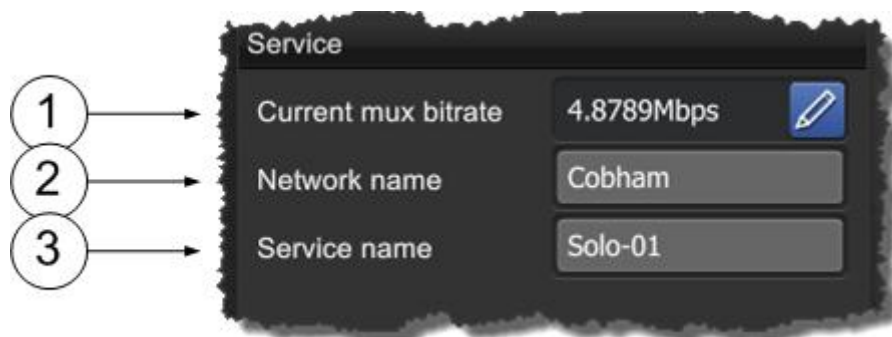 Service
1 Current mux bitrate 4.8789Mbps
2 Network name Cobham
3 Service name Solo-01